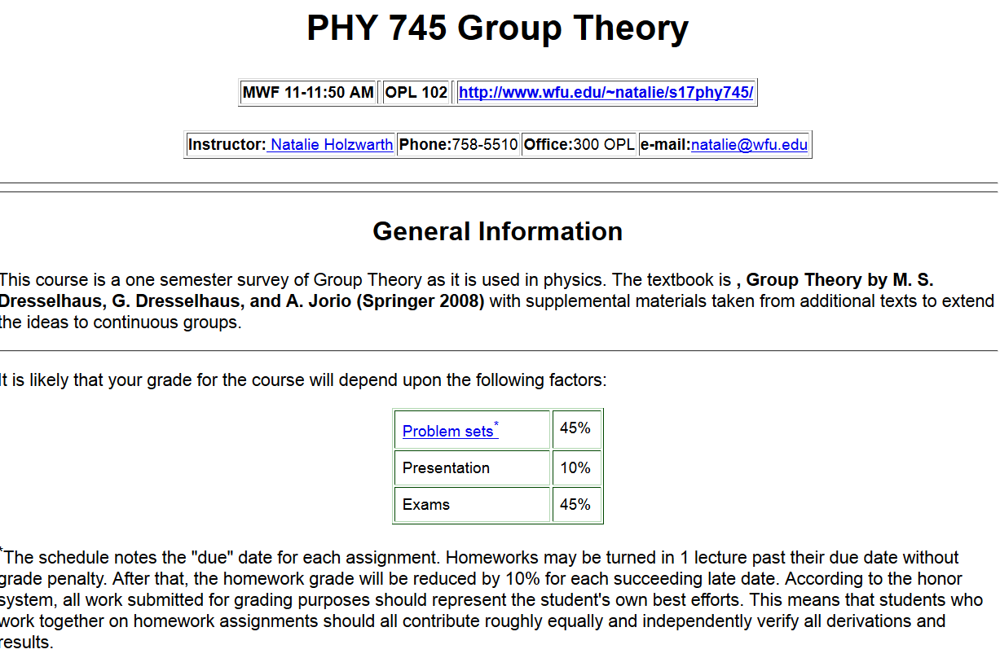 PHY 745 Group Theory
MWF 11-11:50 AM OPL 102 http://www.wfu.edu/~natalie/s17phy745/
Instructor: Natalie Holzwarth Phone:758-5510 Office:300 OPL e-mail:natalie@wfu.edu
General Information
This course is a one semester survey of Group Theory as it is used in physics. The textbook is , Group Theory by M. S.
Dresselhaus, G. Dresselhaus, and A. Jorio (Springer 2008) with supplemental materials taken from additional texts to extend
the ideas to continuous groups.
It is likely that your grade for the course will depend upon the following factors:
Problem sets* 45%
Presentation 10%
Exams 45%
*The schedule notes the "due" date for each assignment. Homeworks may be turned in 1 lecture past their due date without
grade penalty. After that, the homework grade will be reduced by 10% for each succeeding late date. According to the honor
system, all work submitted for grading purposes should represent the student's own best efforts. This means that students who
work together on homework assignments should all contribute roughly equally and independently verify all derivations and
results.